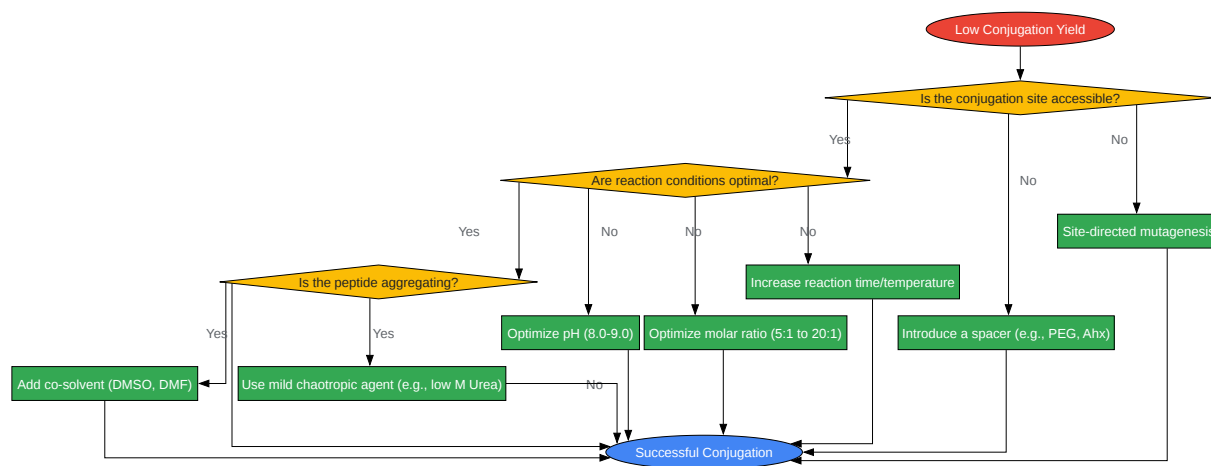 Low Conjugation Yield
Is the conjugation site accessible?
Yes
No
Are reaction conditions optimal?
No
Site-directed mutagenesis
Yes
No
No
No
Is the peptide aggregating?
Increase reaction time/temperature
Yes
Yes
Optimize pH (8.0-9.0)
Optimize molar ratio (5:1 to 20:1)
Introduce a spacer (e.g., PEG, Ahx)
Add co-solvent (DMSO, DMF)
Use mild chaotropic agent (e.g., low M Urea)
No
Successful Conjugation